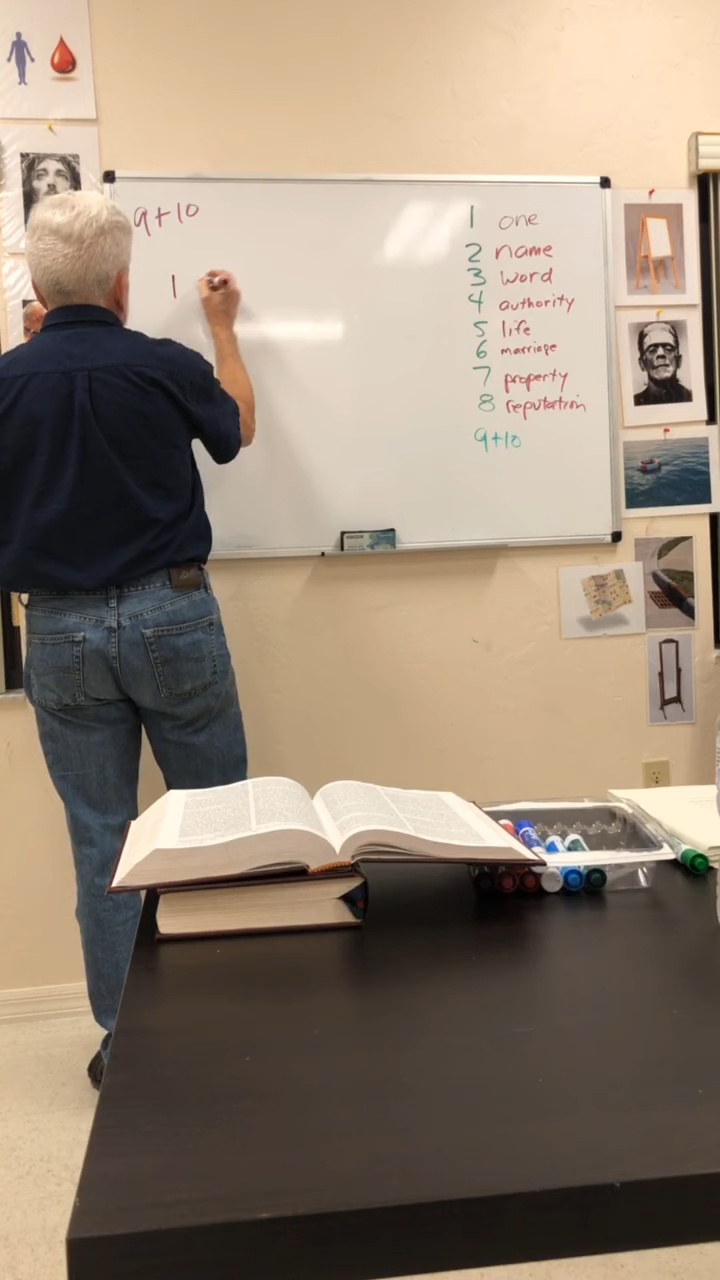 9+10
1
1 one
2 name
3 word
4 authority
5 life
6 marriage
7 property
8 reputation
9+10